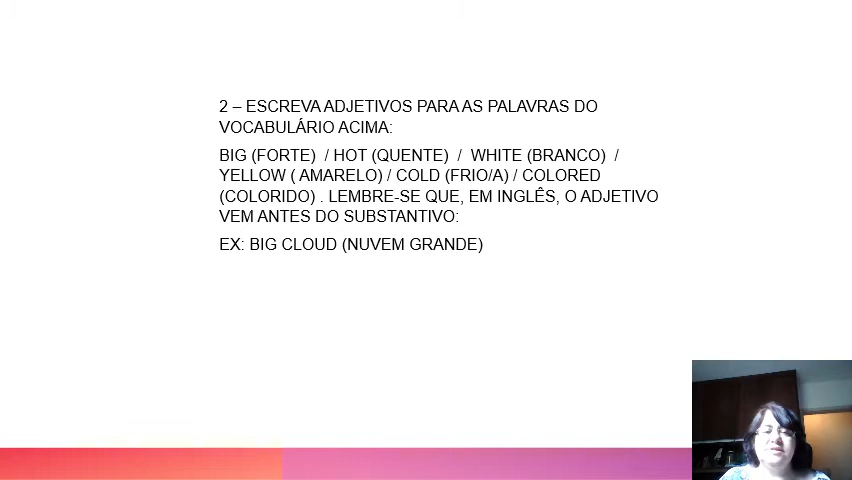 2 – ESCREVA ADJETIVOS PARA AS PALAVRAS DO
VOCABULÁRIO ACIMA:
BIG (FORTE) / HOT (QUENTE) / WHITE (BRANCO) /
YELLOW ( AMARELO) / COLD (FRIO/A) / COLORED
(COLORIDO) . LEMBRE-SE QUE, EM INGLÊS, O ADJETIVO
VEM ANTES DO SUBSTANTIVO:
EX: BIG CLOUD (NUVEM GRANDE)